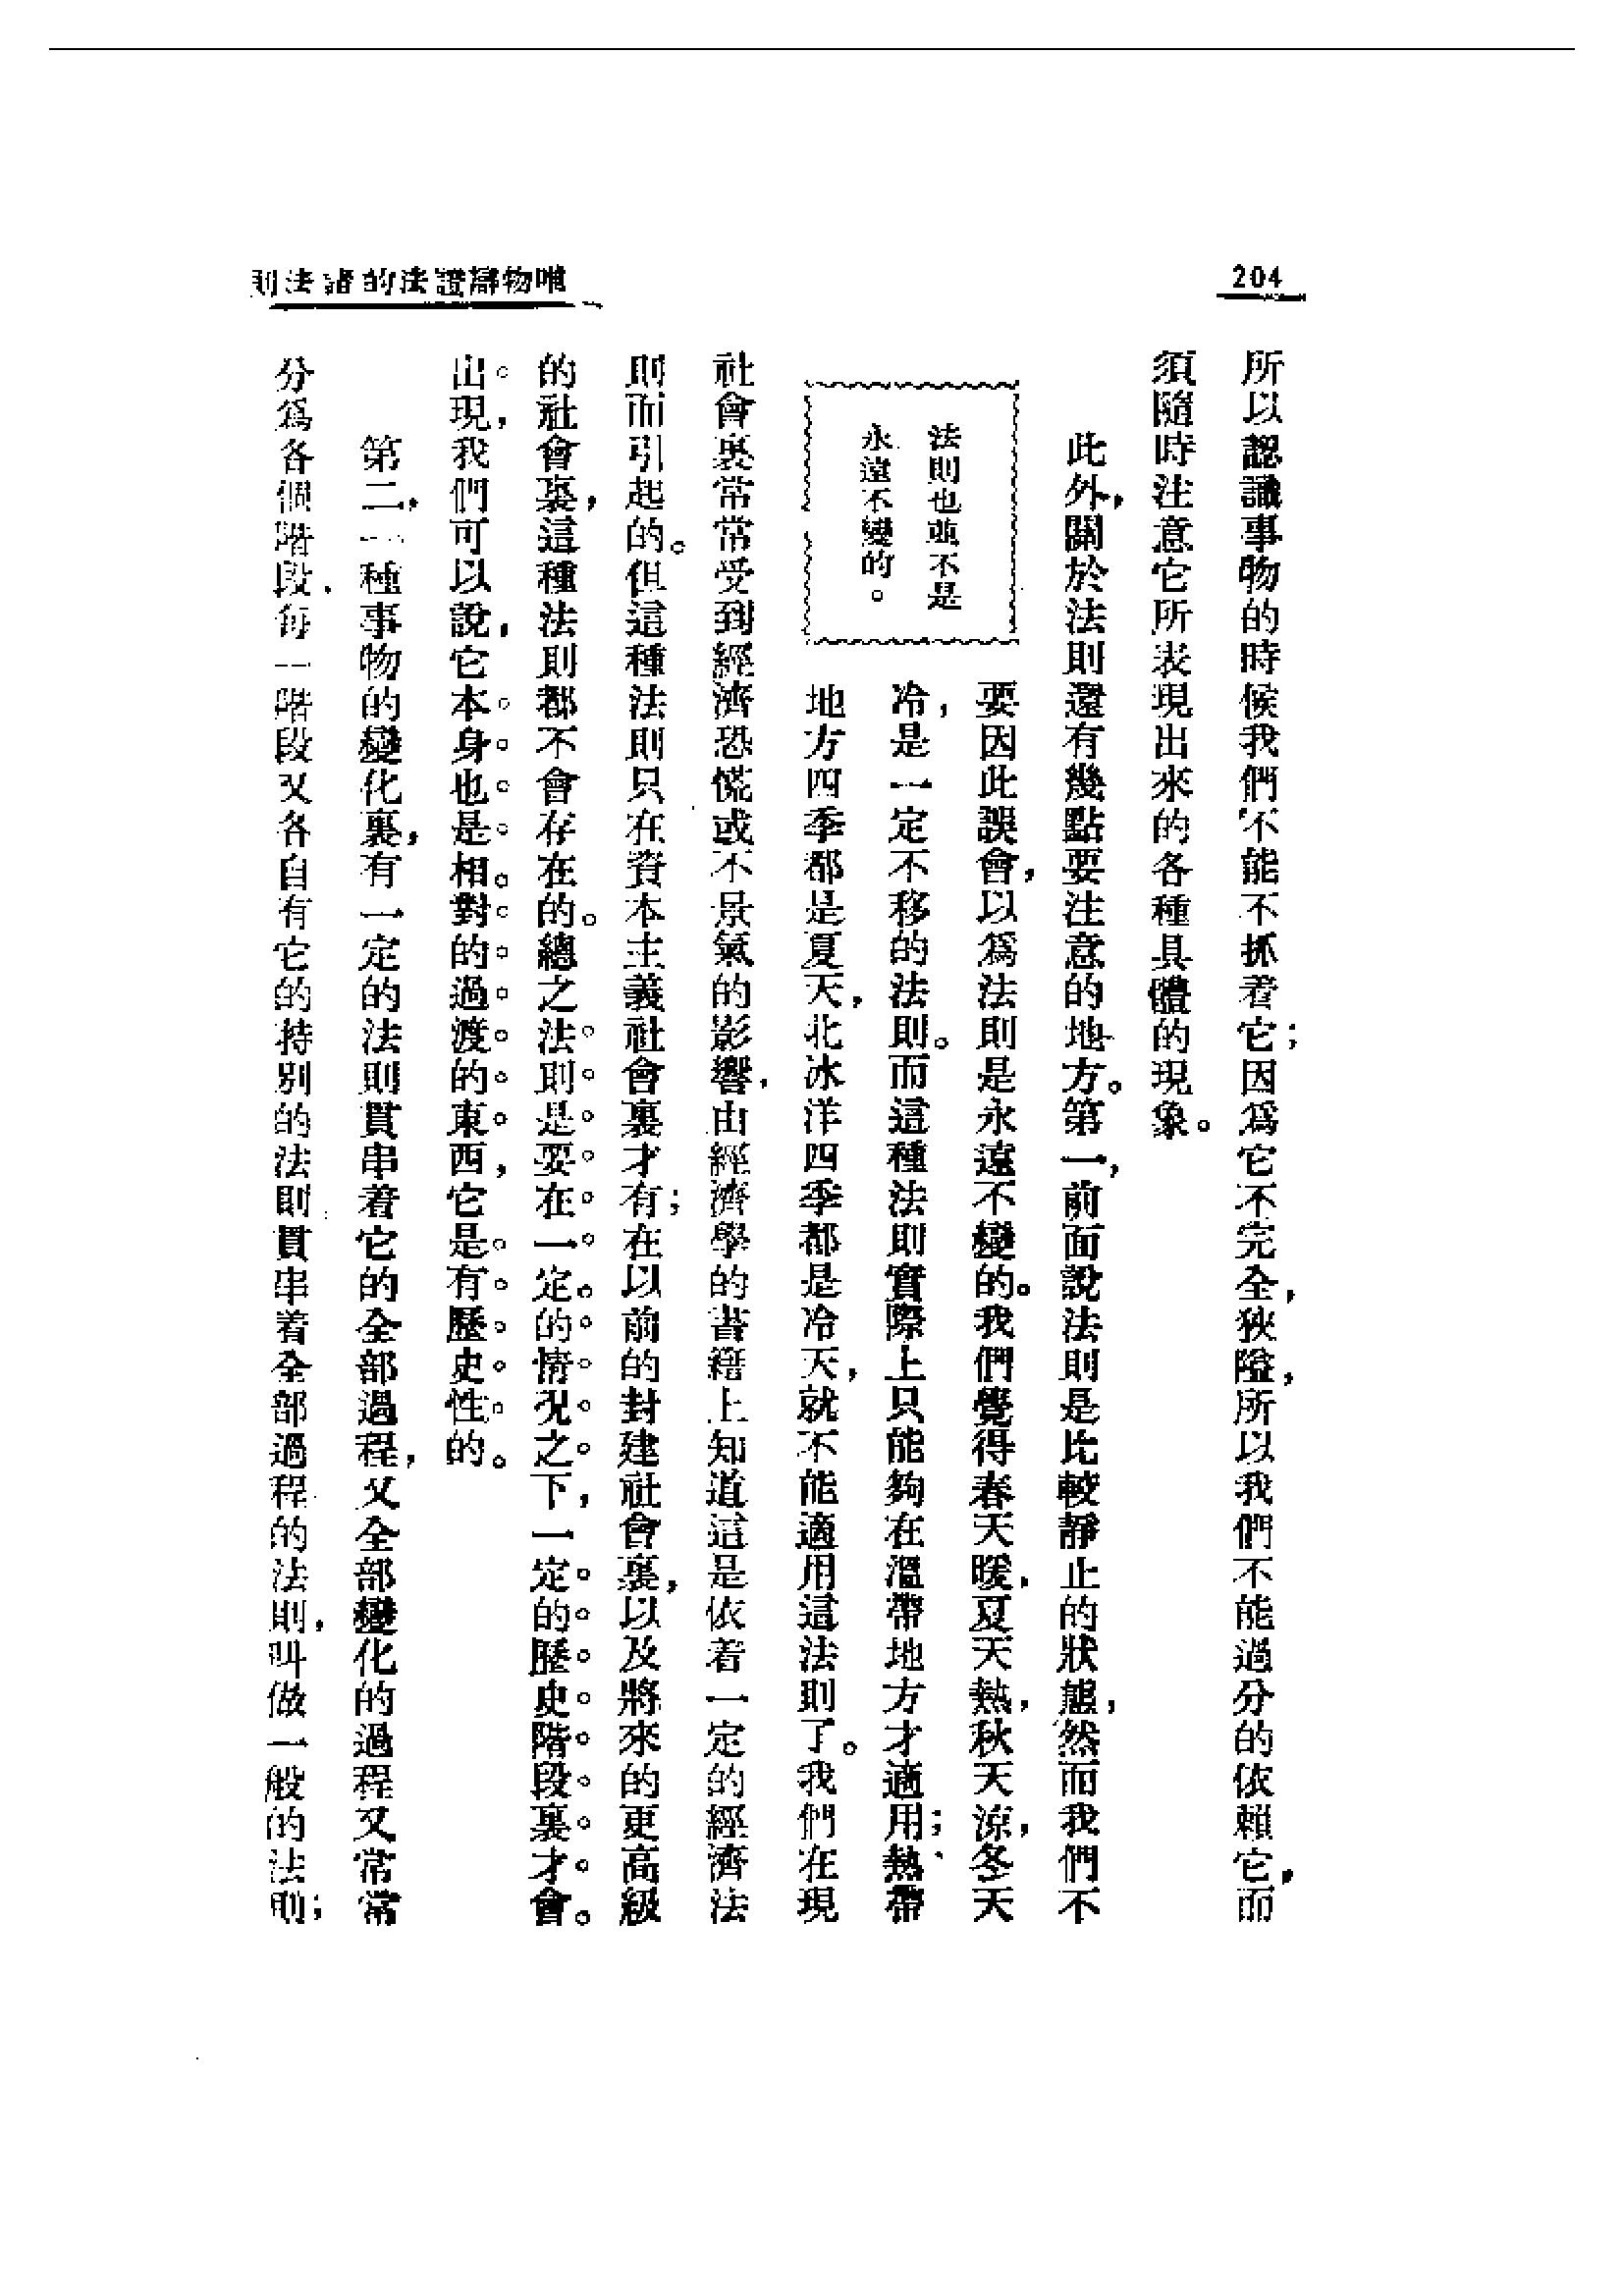 204
則法諸的法證辯物唯
所以認識事物的時候我們不能不抓着它；因爲它不完全，狹隘，所以我們不能過分的依賴它，而
須隨時注意它所表現出來的各種具體的現象。
此外，關於法則還有幾點要注意的地方。第一，前面說法則是比較靜止的狀態，然而我們不
法則也並不是
永遠不變的。
要因此誤會，以爲法則是永遠不變的。我們覺得春天暖，夏天熱，秋天涼，冬天
冷，是一定不移的法則。而這種法則實際上只能夠在溫帶地方才適用；熱帶
地方四季都是夏天，北冰洋四季都是冷天，就不能適用這法則了。我們在現
社會裏常常受到經濟恐慌或不景氣的影響，由經濟學的書籍上知道這是依着一定的經濟法
則而引起的。但這種法則只在資本主義社會裏才有；在以前的封建社會裏，以及將來的更高級
的社會裏，這種法則都不會存在的。總之法則是要在一定的情況之下，一定的歷史階段裏才會
出現，我們可以說，它本身也是相對的過渡的東西，它是有歷史性的。
第二，一種事物的變化裏，有一定的法則貫串着它的全部過程，又全部變化的過程又常常
分爲各個階段，每一階段又各自有它的特別的法則貫串着全部過程的法則，叫做一般的法則；